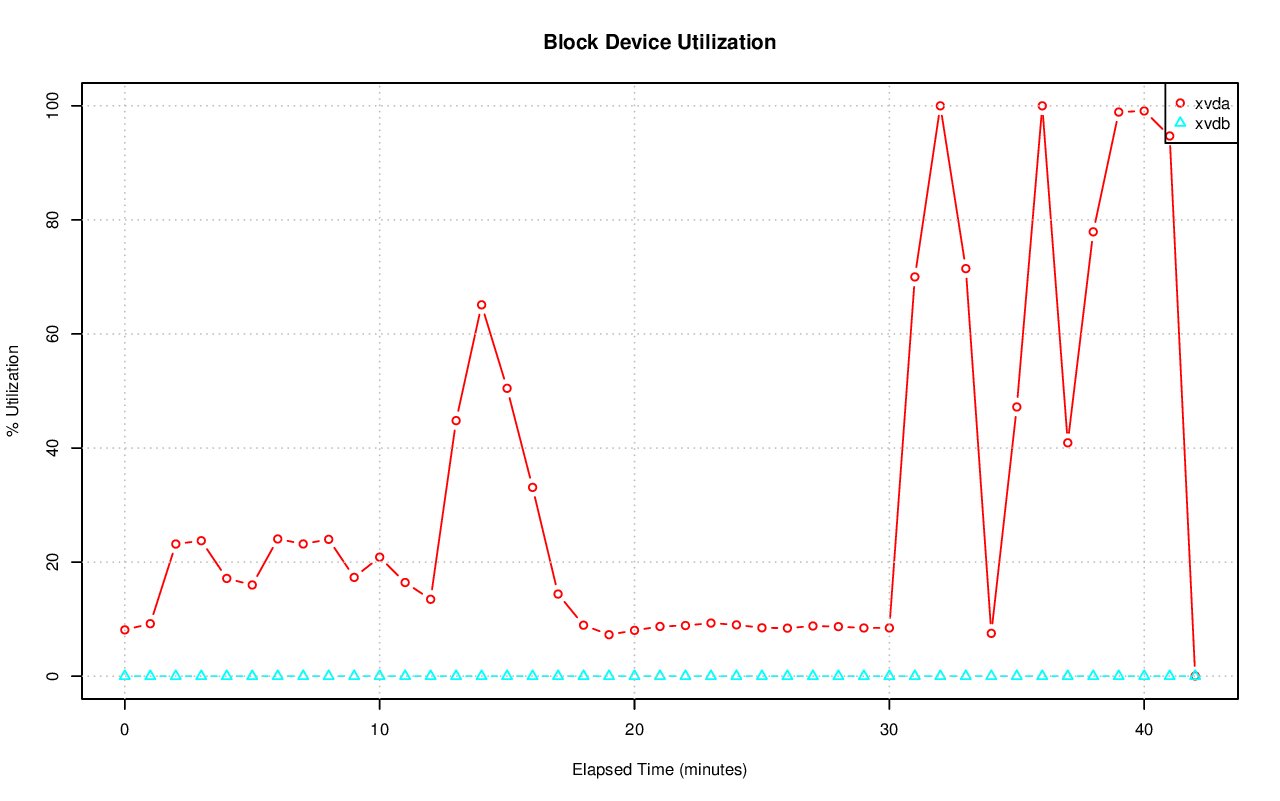 Block Device Utilization
xvda
xvdb
% Utilization
100
80
60
40
20
0
0 10 20 30 40
Elapsed Time (minutes)